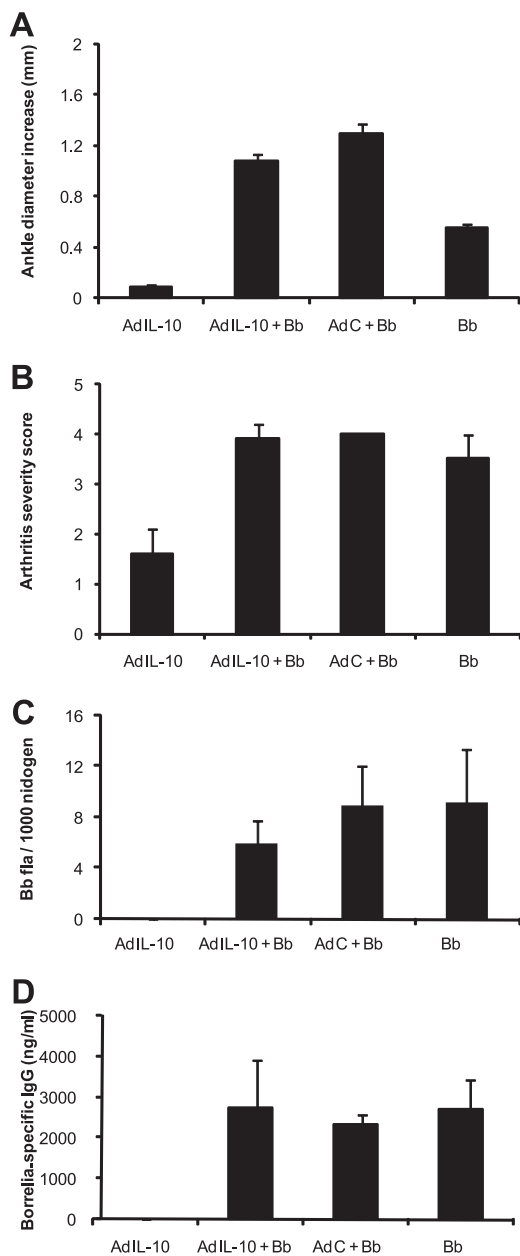 A
Ankle diameter increase (mm)
2
1.6
1.2
0.8
0.4
0
AdIL-10 AdIL-10 + Bb AdC + Bb Bb
B
Arthritis severity score
5
4
3
2
1
0
AdIL-10 AdIL-10 + Bb AdC + Bb Bb
C
Bb fla / 1000 nidogen
16
12
8
4
0
AdIL-10 AdIL-10 + Bb AdC + Bb Bb
D
Borrelia-specific IgG (ng/ml)
5000
4000
3000
2000
1000
0
AdIL-10 AdIL-10 + Bb AdC + Bb Bb